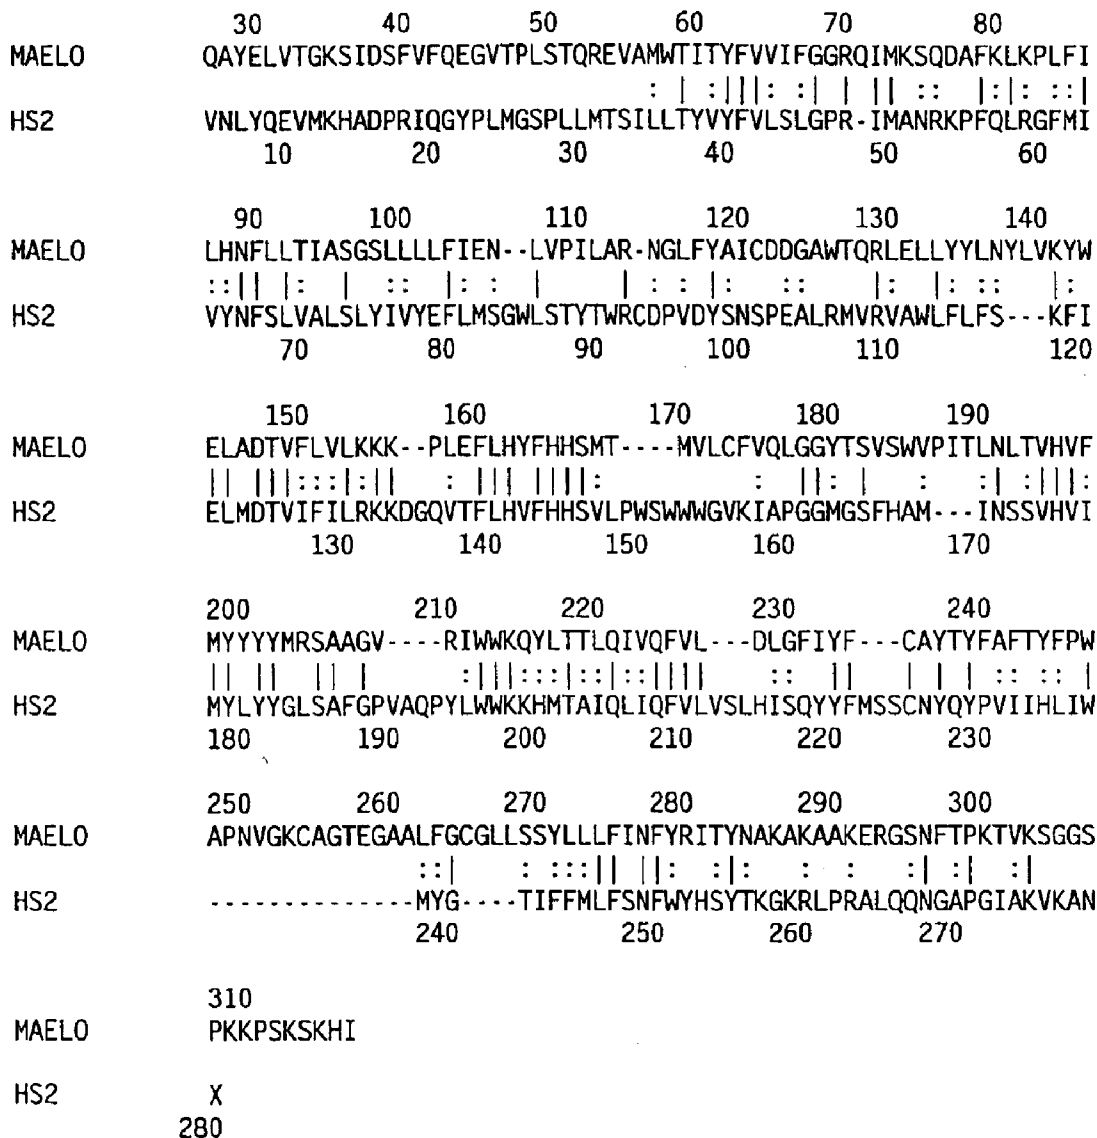 30 40 50 60 70 80
MAELO QAYELVTGKSIDSFVFQEGVTPLSTQREVAMWTITYFVVIFGGRQIMKSQDAFKLKPLFI
: | :||: : :| | || :: |:|: : ::|
HS2 VNLYQEVMKHADPRIQGYPLMGSPLLMTSILLTYVYFVLSLGPR-IMANRKPFQLRGFMI
10 20 30 40 50 60
90 100 110 120 130 140
MAELO LHNFLLTIASGSLLLLFIEN--LVPILAR-NGLFYAICDDGAWTQRLELLYYLNYLVKYW
::|| |: | :: |: : | | : :| :: |: |: :: |:
HS2 VYNFSLVALSLYIVYEFLMSGWLSTYTWRCDPVDYSNSPEALRMVRVAWLFLFS---KFI
70 80 90 100 110 120
150 160 170 180 190
MAELO ELADTVFLVLKKK--PLEFLHYFHHSMT----MVLCFVQLGGYTSVSWVPITLNLTVHVF
|| |||:::|:|| : ||| ||||: : ||: | : :| :|||:
HS2 ELMDTVIFILRKKDGQVTFLHVFHHSVLPWSWWWGVKIAPGGMGSFHAM---INSSVHVI
130 140 150 160 170
200 210 220 230 240
MAELO MYYYYMRSAAGV----RIWWKQYLTTLQIVQFVL---DLGFIYF---CAYTYFAFTYFPW
|| || || | :||:::|::|::|||| :: || | | | :: :: |
HS2 MYLYYGLSAFGPVAQPYLWWKKHMTAIQLIQFVLVSLHISQYYFMSSCNYQYPVIIHLIW
180 190 200 210 220 230
250 260 270 280 290 300
MAELO APNVGKCAGTEGAALFGCGLLSSYLLLFINFYRITYNAKAKAAKERGSNFTPKTVKSGGS
::| : :::|| ||: :|: : : :| :| :|
HS2 --------------MYG----TIFFMLFSNFWYHSYTKGKRLPRALQQNGAPGIAKVKAN
240 250 260 270
310
MAELO PKKPSKSKHI
HS2 X
280